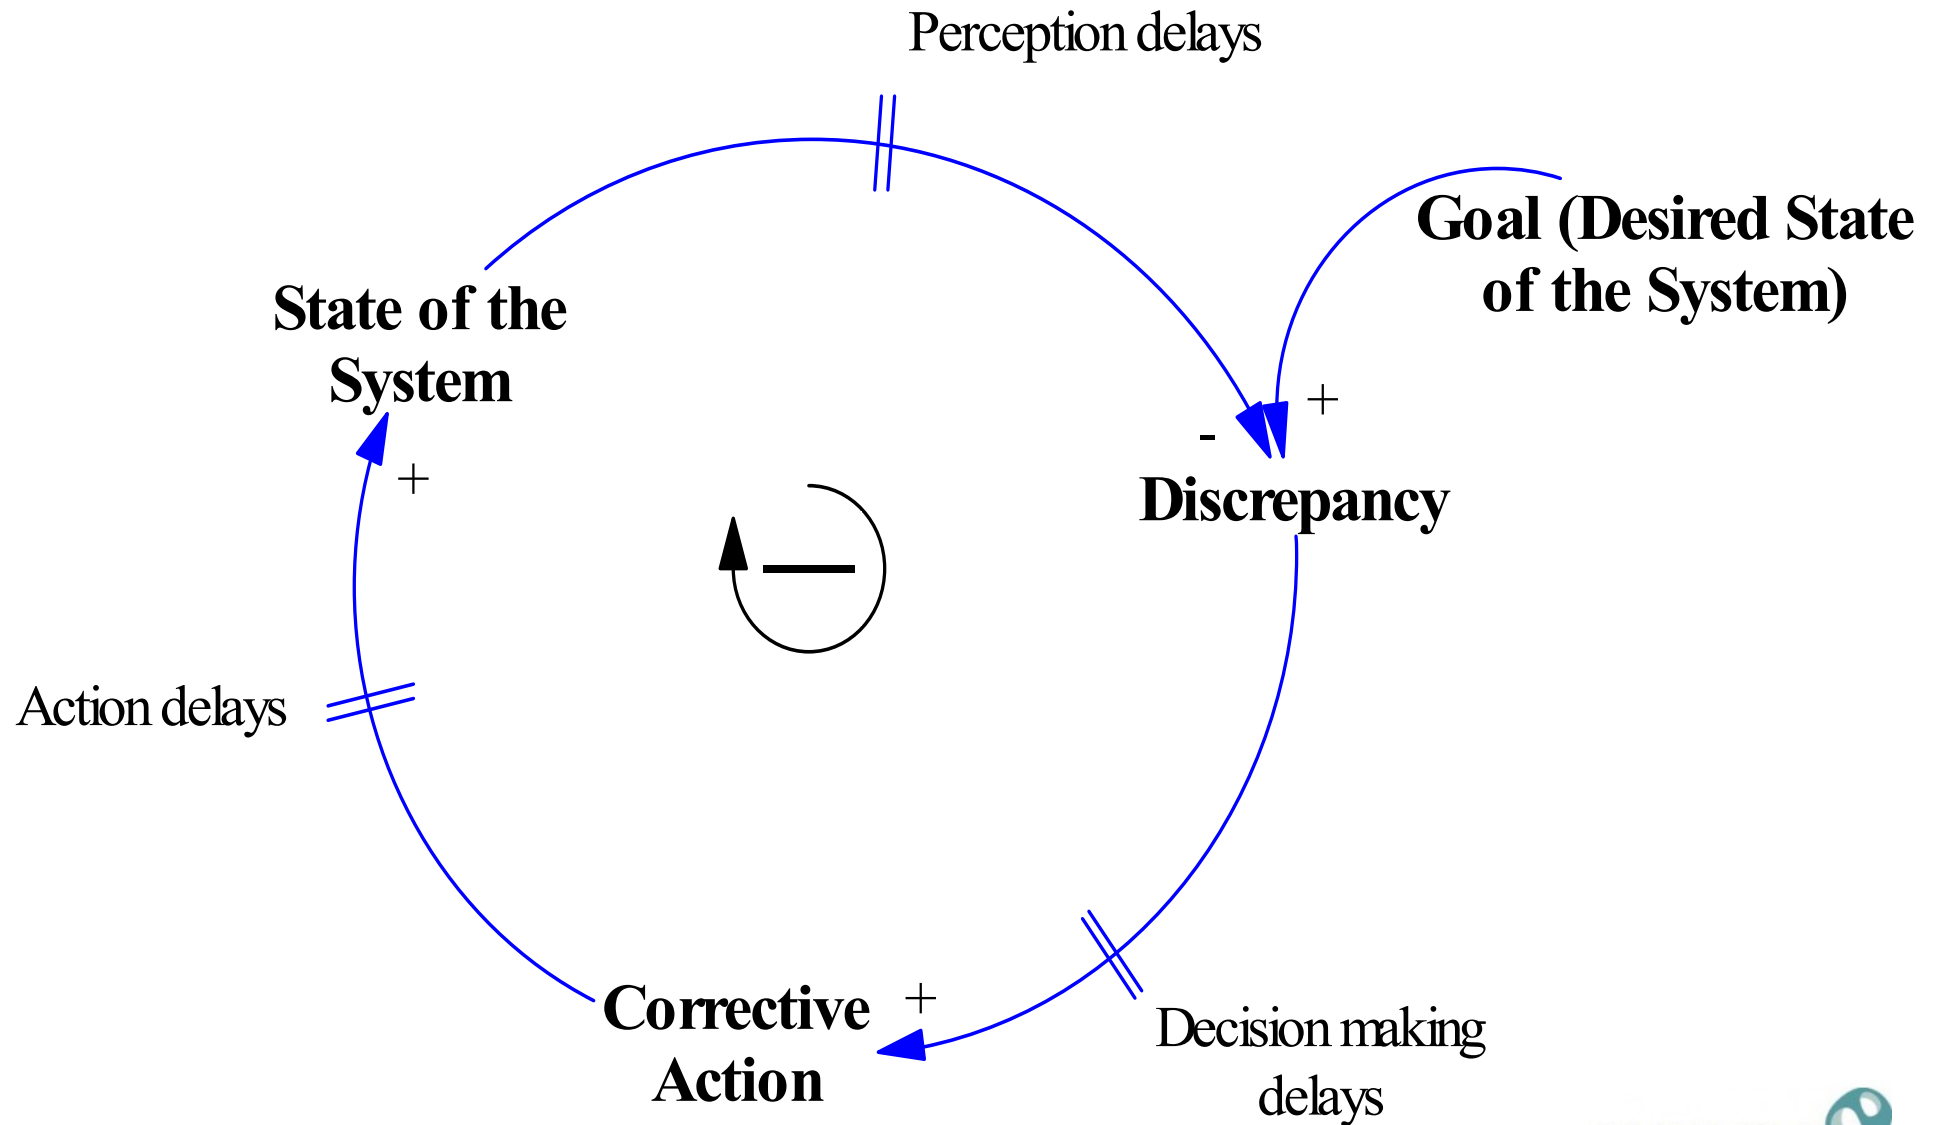 Perception delays
Goal (Desired State
of the System)
State of the
System
+
-
+
Discrepancy
Action delays
Corrective
Action
+
Decision making
delays